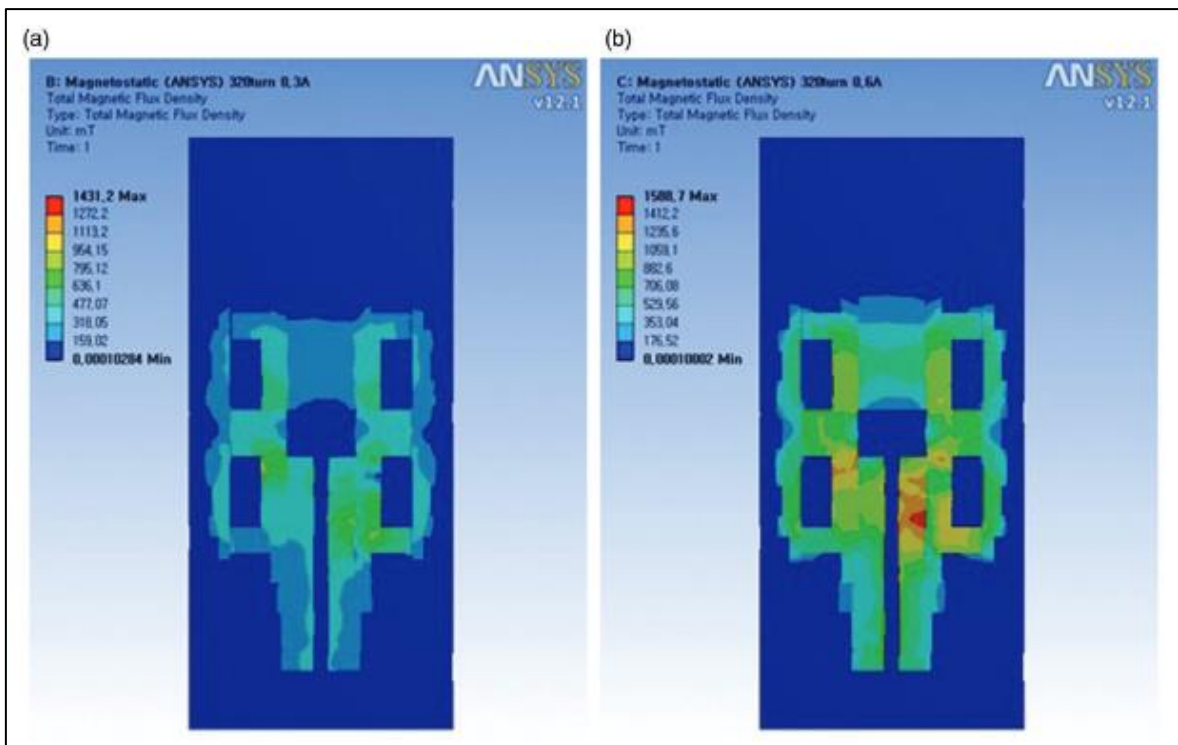 (a)
B: Magnetostatic (ANSYS) 320turn 0,3A
Total Magnetic Flux Density
Type: Total Magnetic Flux Density
Unit: mT
Time: 1
ANSYS
v12.1
1431,2 Max
1272,2
1113,2
954,15
795,12
636,1
477,07
318,05
159,02
0,00010284 Min
(b)
C: Magnetostatic (ANSYS) 320turn 0,6A
Total Magnetic Flux Density
Type: Total Magnetic Flux Density
Unit: mT
Time: 1
ANSYS
v12.1
1588,7 Max
1412,2
1235,6
1059,1
882,6
706,08
529,56
353,04
176,52
0,00010002 Min